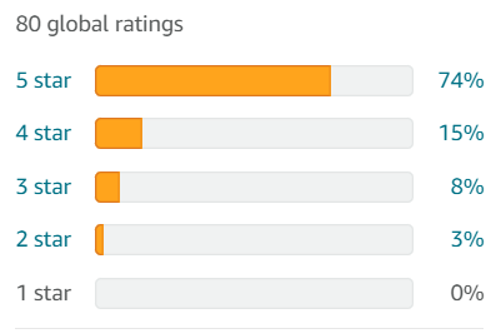 80 global ratings
5 star 74%
4 star 15%
3 star 8%
2 star 3%
1 star 0%